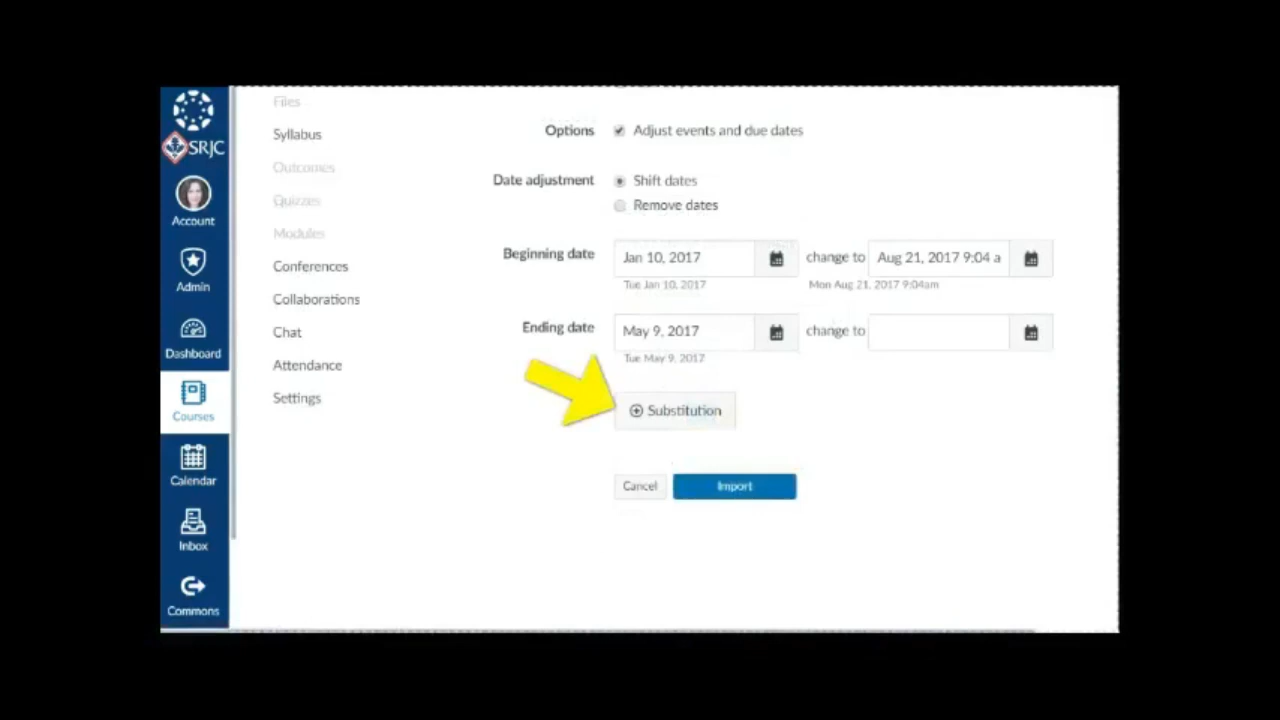 SRJC
Account
Admin
Dashboard
Courses
Calendar
Inbox
Commons
Files
Syllabus
Outcomes
Quizzes
Modules
Conferences
Collaborations
Chat
Attendance
Settings
Options Adjust events and due dates
Date adjustment Shift dates
Remove dates
Beginning date Jan 10, 2017 change to Aug 21, 2017 9:04 a
Tue Jan 10, 2017 Mon Aug 21, 2017 9:04am
Ending date May 9, 2017 change to
Tue May 9, 2017
Substitution
Cancel Import